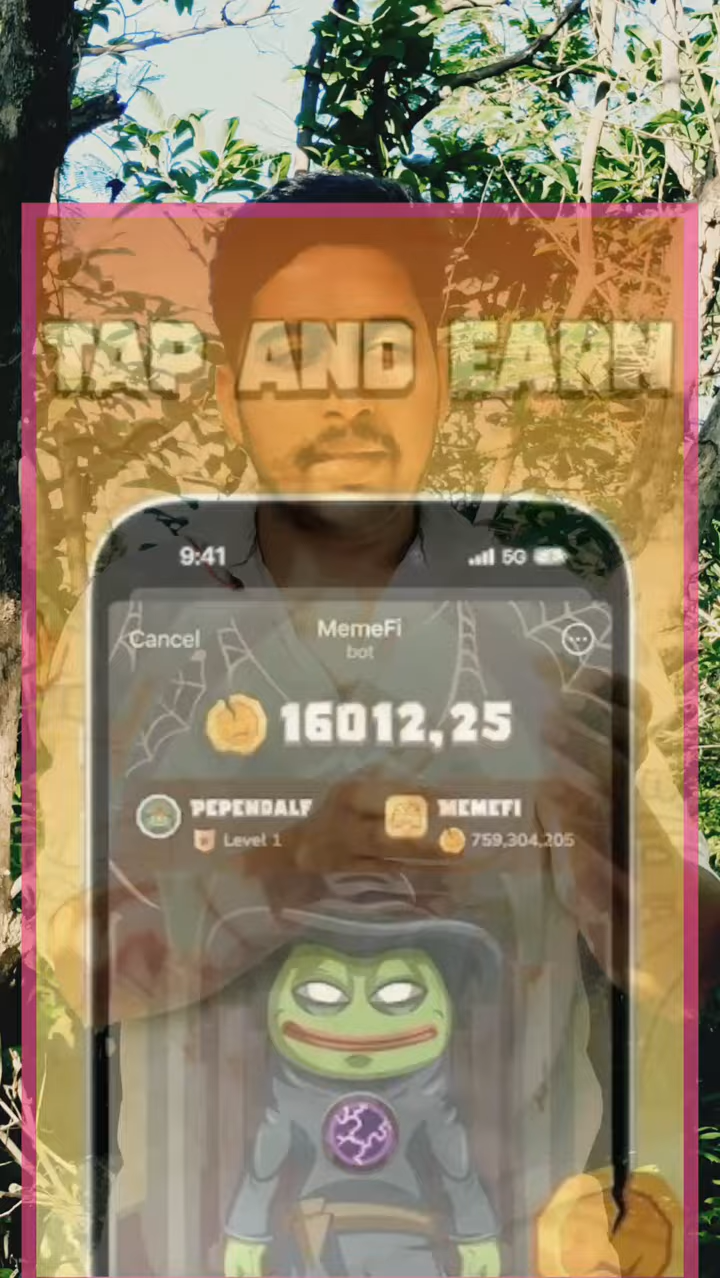 TAP AND EARN
9:41 5G
Cancel MemeFi
bot
16012,25
PEPENDALF MEMEFI
Level 1 759,304,205